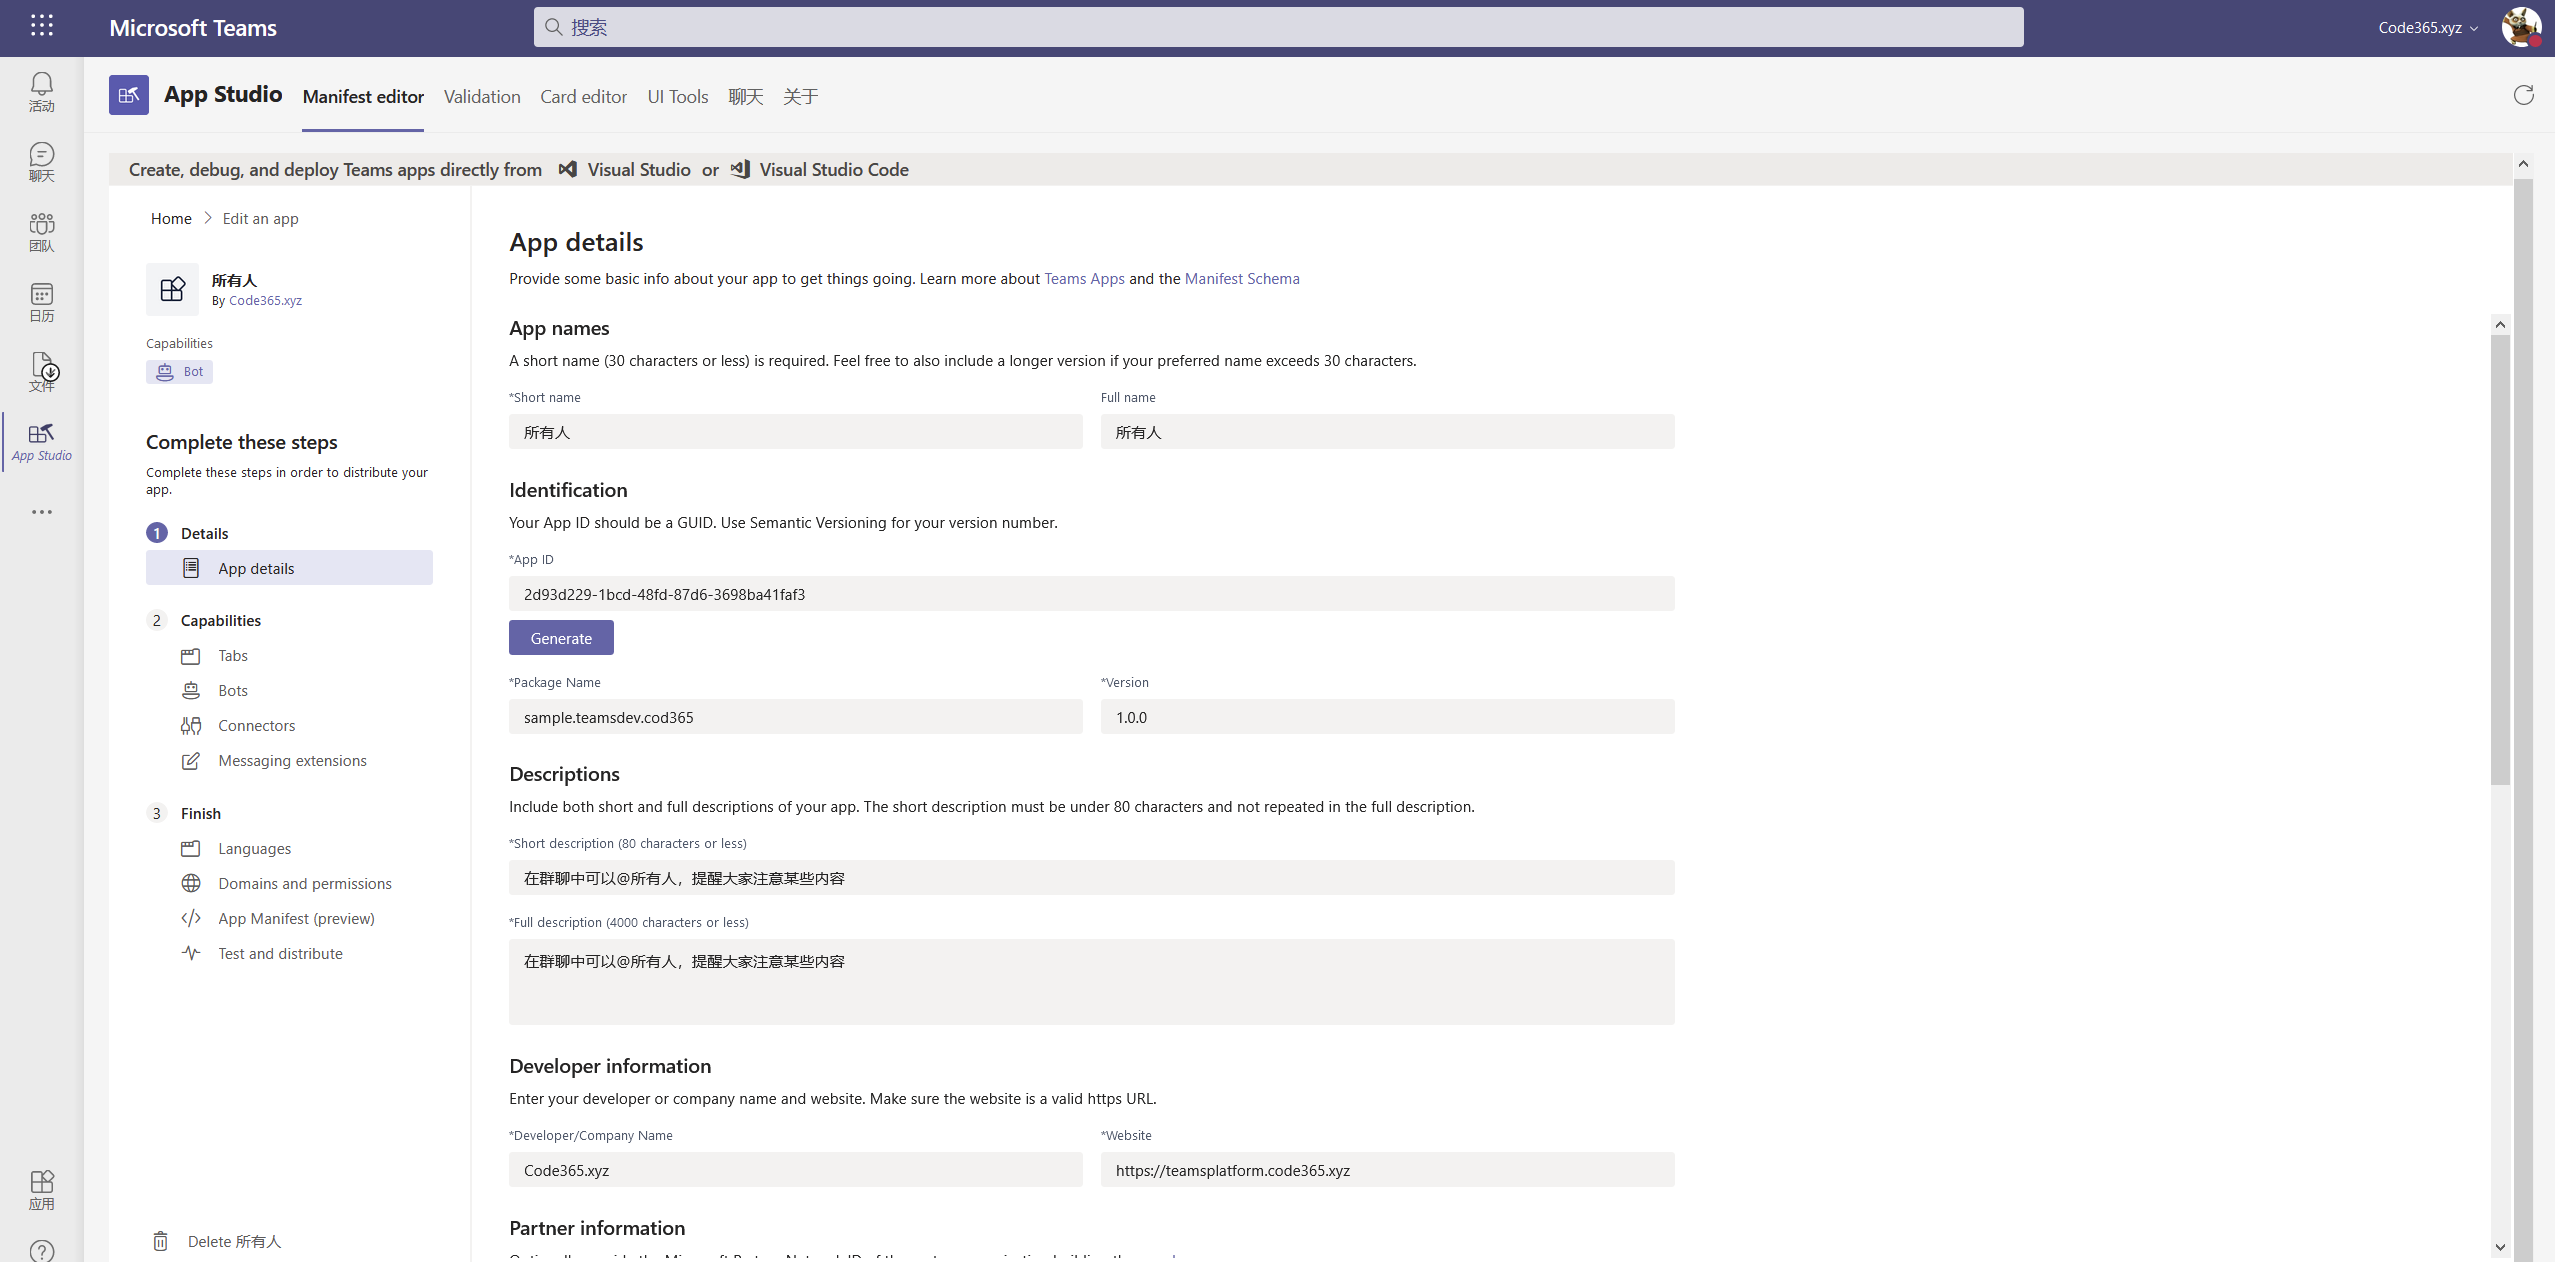 Microsoft Teams
搜索
Code365.xyz
活动
聊天
团队
日历
文件
App Studio
应用
App Studio
Manifest editor
Validation
Card editor
UI Tools
聊天
关于
Create, debug, and deploy Teams apps directly from Visual Studio or Visual Studio Code
Home > Edit an app
所有人
By Code365.xyz
Capabilities
Bot
Complete these steps
Complete these steps in order to distribute your
app.
1 Details
App details
2 Capabilities
Tabs
Bots
Connectors
Messaging extensions
3 Finish
Languages
Domains and permissions
App Manifest (preview)
Test and distribute
Delete 所有人
App details
Provide some basic info about your app to get things going. Learn more about Teams Apps and the Manifest Schema
App names
A short name (30 characters or less) is required. Feel free to also include a longer version if your preferred name exceeds 30 characters.
*Short name
Full name
所有人
所有人
Identification
Your App ID should be a GUID. Use Semantic Versioning for your version number.
*App ID
2d93d229-1bcd-48fd-87d6-3698ba41faf3
Generate
*Package Name
*Version
sample.teamsdev.cod365
1.0.0
Descriptions
Include both short and full descriptions of your app. The short description must be under 80 characters and not repeated in the full description.
*Short description (80 characters or less)
在群聊中可以@所有人，提醒大家注意某些内容
*Full description (4000 characters or less)
在群聊中可以@所有人，提醒大家注意某些内容
Developer information
Enter your developer or company name and website. Make sure the website is a valid https URL.
*Developer/Company Name
*Website
Code365.xyz
https://teamsplatform.code365.xyz
Partner information